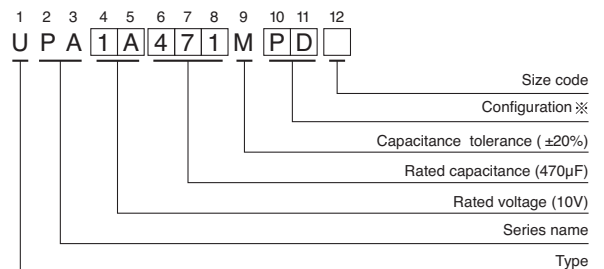 1 2 3 4 5 6 7 8 9 10 11 12
U P A 1 A 4 7 1 M P D
Size code
Configuration ※
Capacitance tolerance ( ±20%)
Rated capacitance (470µF)
Rated voltage (10V)
Series name
Type